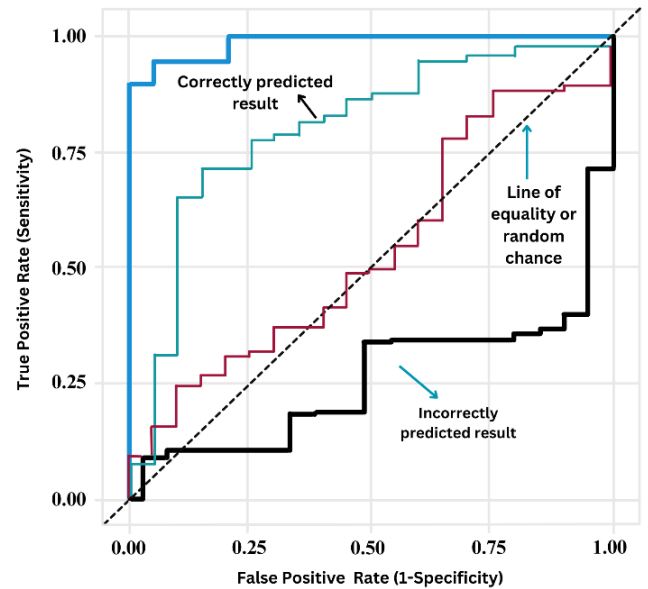 1.00
Correctly predicted
result
0.75
Line of
equality or
random
chance
0.50
True Positive Rate (Sensitivity)
0.25
Incorrectly
predicted result
0.00
0.00
0.25
0.50
0.75
1.00
False Positive Rate (1-Specificity)